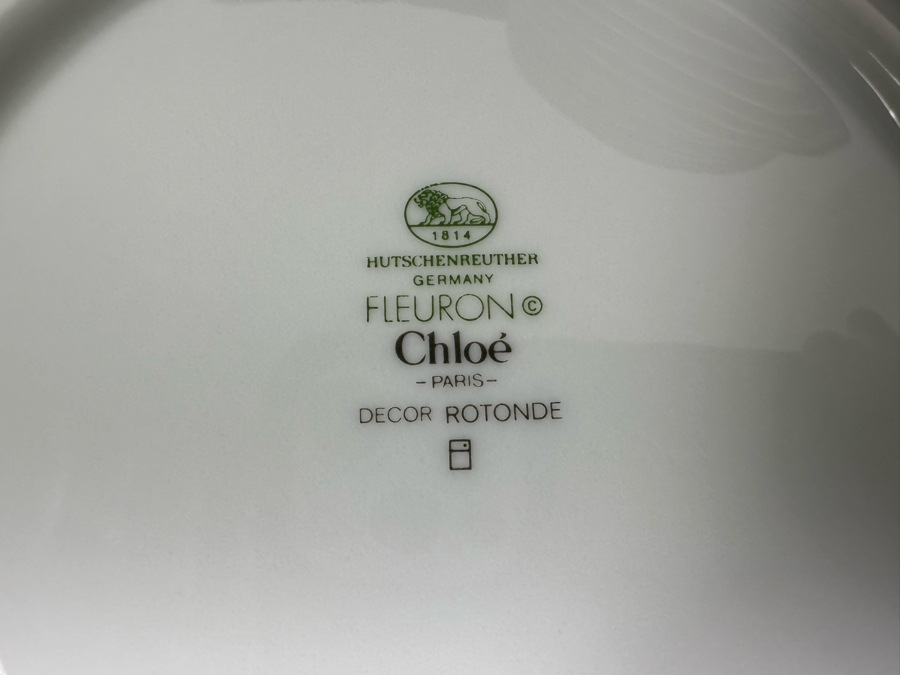 1814
HUTSCHENREUTHER
GERMANY
FLEURON ©
Chloé
-PARIS-
DECOR ROTONDE